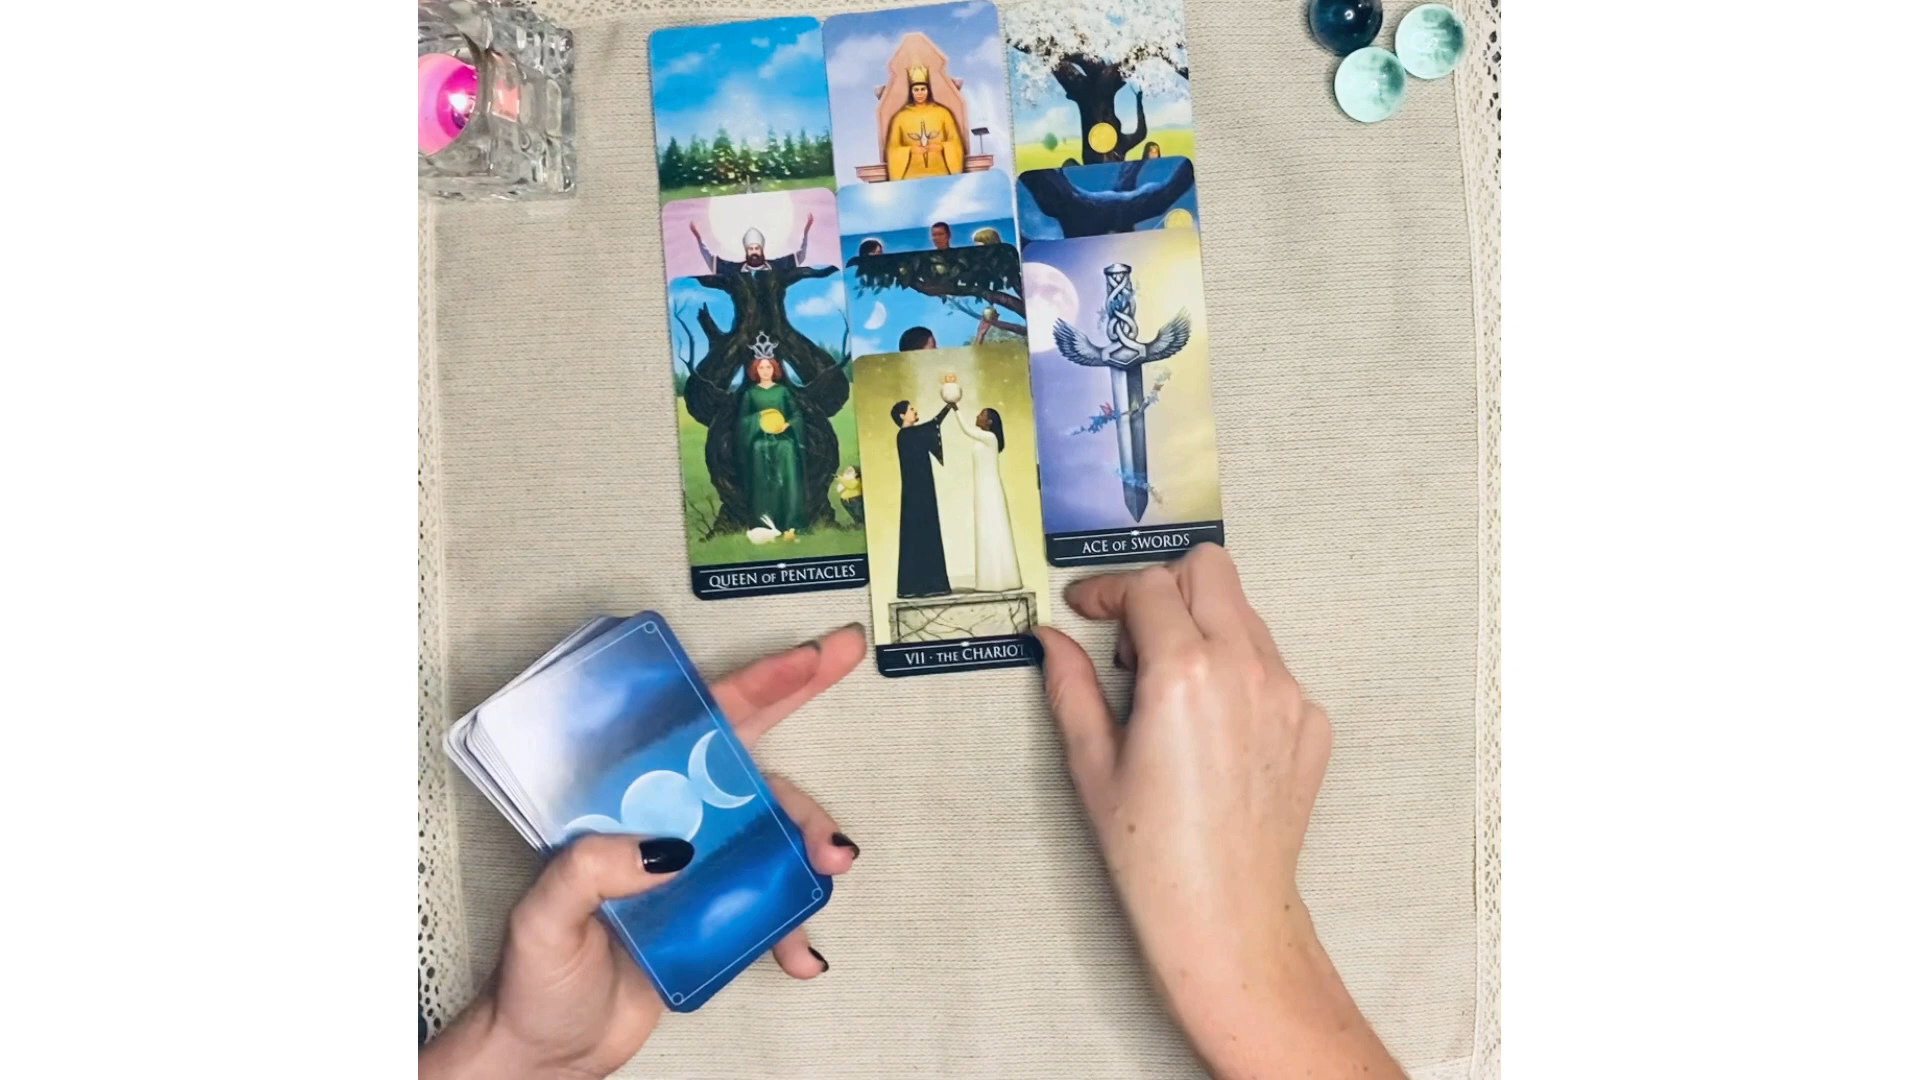 QUEEN OF PENTACLES
ACE OF SWORDS
VII · THE CHARIOT